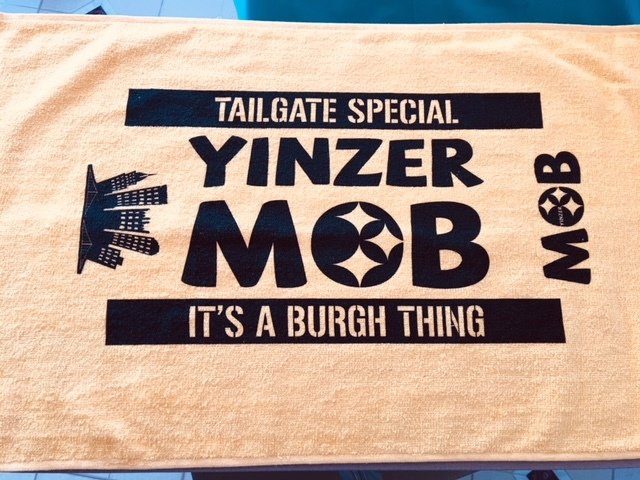 TAILGATE SPECIAL
YINZER
MOB
IT'S A BURGH THING
MOB